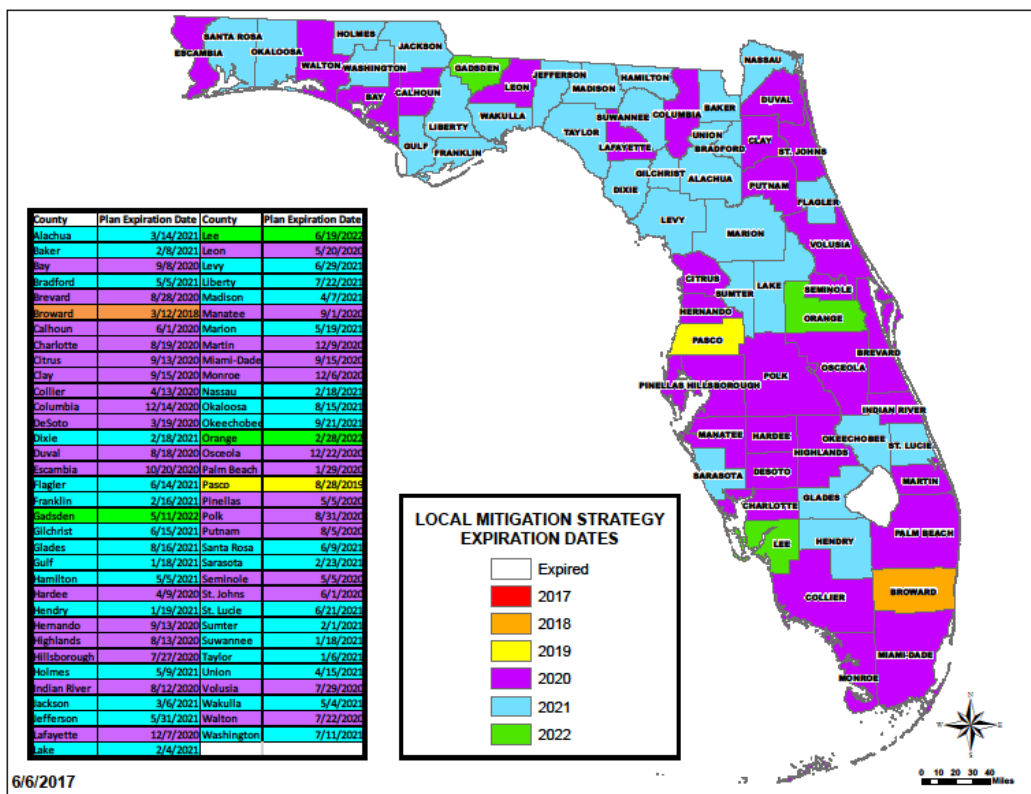 SANTA ROSA
HOLMES
JACKSON
ESCAMBIA
OKALOOSA
WALTON
WASHINGTON
GADSDEN
BAY
CALHOUN
LEON
JEFFERSON
MADISON
HAMILTON
NASSAU
LIBERTY
WAKULLA
GULF
FRANKLIN
TAYLOR
SUWANNEE
COLUMBIA
BAKER
DUVAL
LAFAYETTE
UNION
BRADFORD
CLAY
ST. JOHNS
GILCHRIST
ALACHUA
PUTNAM
DIXIE
FLAGLER
LEVY
MARION
VOLUSIA
CITRUS
SUMTER
LAKE
SEMINOLE
HERNANDO
ORANGE
PASCO
BREVARD
OSCEOLA
POLK
PINELLAS HILLSBOROUGH
INDIAN RIVER
MANATEE
HARDEE
OKEECHOBEE
ST. LUCIE
HIGHLANDS
SARASOTA
DESOTO
MARTIN
CHARLOTTE
GLADES
PALM BEACH
LEE
HENDRY
COLLIER
BROWARD
MIAMI-DADE
MONROE
County Plan Expiration Date County Plan Expiration Date
Alachua 3/14/2021 Lee 6/19/2022
Baker 2/8/2021 Leon 5/20/2020
Bay 9/8/2020 Levy 6/29/2021
Bradford 5/5/2021 Liberty 7/22/2021
Brevard 8/28/2020 Madison 4/7/2021
Broward 3/12/2018 Manatee 9/1/2020
Calhoun 6/1/2020 Marion 5/19/2021
Charlotte 8/19/2020 Martin 12/9/2020
Citrus 9/13/2020 Miami-Dade 9/15/2020
Clay 9/15/2020 Monroe 12/6/2020
Collier 4/13/2020 Nassau 2/18/2021
Columbia 12/14/2020 Okaloosa 8/15/2021
DeSoto 3/19/2020 Okeechobee 9/21/2021
Dixie 2/18/2021 Orange 2/28/2022
Duval 8/18/2020 Osceola 12/22/2020
Escambia 10/20/2020 Palm Beach 1/29/2020
Flagler 6/14/2021 Pasco 8/28/2019
Franklin 2/16/2021 Pinellas 5/5/2020
Gadsden 5/11/2022 Polk 8/31/2020
Gilchrist 6/15/2021 Putnam 8/5/2020
Glades 8/16/2021 Santa Rosa 6/9/2021
Gulf 1/18/2021 Sarasota 2/23/2021
Hamilton 5/5/2021 Seminole 5/5/2020
Hardee 4/9/2020 St. Johns 6/1/2020
Hendry 1/19/2021 St. Lucie 6/21/2021
Hernando 9/13/2020 Sumter 2/1/2021
Highlands 8/13/2020 Suwannee 1/18/2021
Hillsborough 7/27/2020 Taylor 1/6/2021
Holmes 5/9/2021 Union 4/15/2021
Indian River 8/12/2020 Volusia 7/29/2020
Jackson 3/6/2021 Wakulla 5/4/2021
Jefferson 5/31/2021 Walton 7/22/2020
Lafayette 12/7/2020 Washington 7/11/2021
Lake 2/4/2021
LOCAL MITIGATION STRATEGY
EXPIRATION DATES
Expired
2017
2018
2019
2020
2021
2022
N
W E
S
0 10 20 30 40
Miles
6/6/2017